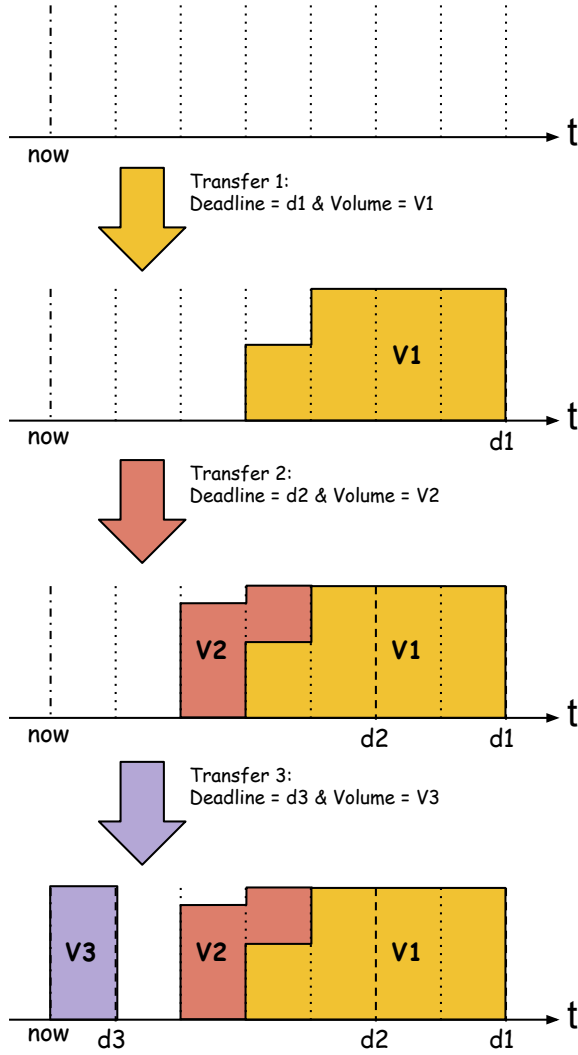 t
now
Transfer 1:
Deadline = d1 & Volume = V1
V1
t
now
d1
Transfer 2:
Deadline = d2 & Volume = V2
V2
V1
t
now
d2
d1
Transfer 3:
Deadline = d3 & Volume = V3
V3
V2
V1
t
now
d3
d2
d1